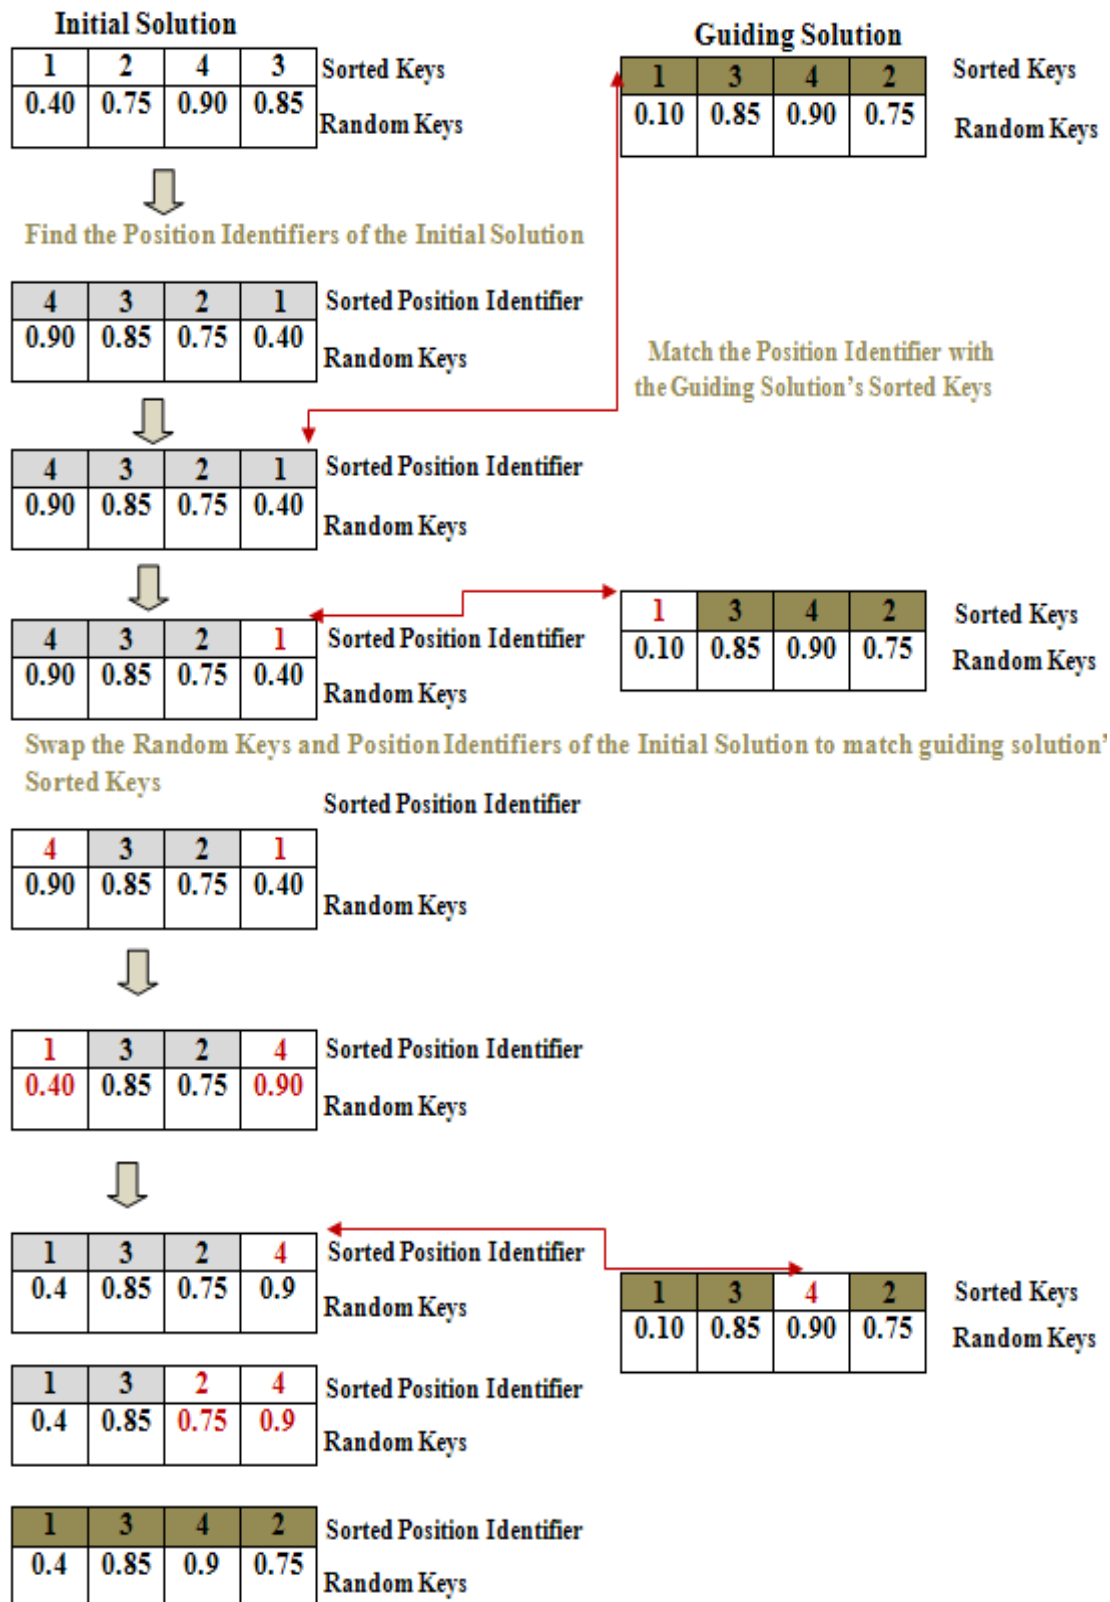 Initial Solution
Guiding Solution
1 2 4 3 Sorted Keys
0.40 0.75 0.90 0.85 Random Keys
1 3 4 2 Sorted Keys
0.10 0.85 0.90 0.75 Random Keys
Find the Position Identifiers of the Initial Solution
4 3 2 1 Sorted Position Identifier
0.90 0.85 0.75 0.40 Random Keys
Match the Position Identifier with
the Guiding Solution’s Sorted Keys
4 3 2 1 Sorted Position Identifier
0.90 0.85 0.75 0.40 Random Keys
4 3 2 1 Sorted Position Identifier
0.90 0.85 0.75 0.40 Random Keys
1 3 4 2 Sorted Keys
0.10 0.85 0.90 0.75 Random Keys
Swap the Random Keys and Position Identifiers of the Initial Solution to match guiding solution’
Sorted Keys
Sorted Position Identifier
4 3 2 1
0.90 0.85 0.75 0.40 Random Keys
1 3 2 4 Sorted Position Identifier
0.40 0.85 0.75 0.90 Random Keys
1 3 2 4 Sorted Position Identifier
0.4 0.85 0.75 0.9 Random Keys
1 3 4 2 Sorted Keys
0.10 0.85 0.90 0.75 Random Keys
1 3 2 4 Sorted Position Identifier
0.4 0.85 0.75 0.9 Random Keys
1 3 4 2 Sorted Position Identifier
0.4 0.85 0.9 0.75 Random Keys